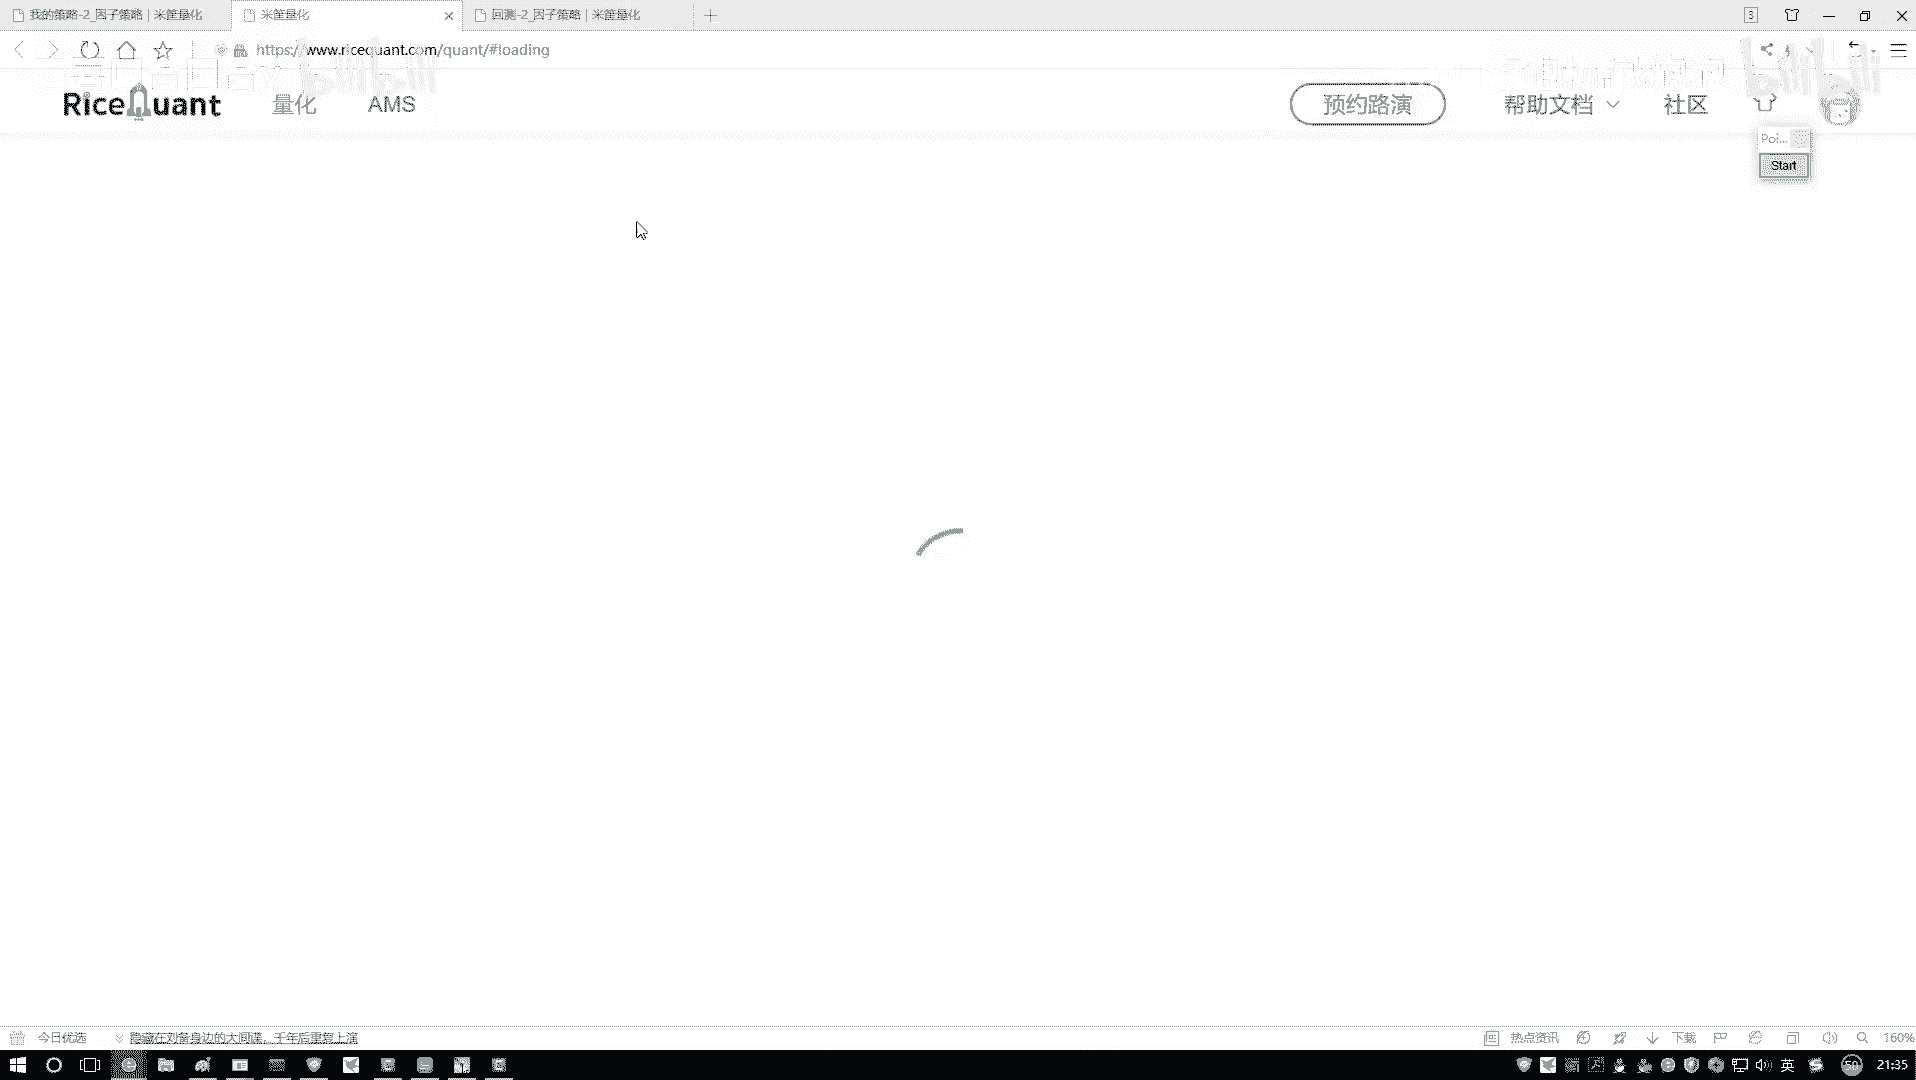 我的策略-2_因子策略 | 米筐量化
米筐量化
回测-2_因子策略 | 米筐量化
3
https://www.ricequant.com/quant/#loading
RiceQuant
量化
AMS
预约路演
帮助文档
社区
Poi...
Start
bilibili
bilibili
今日优选
隐藏在刘备身边的大间谍，千年后重复上演
热点资讯
下载
160%
英
50
21:35